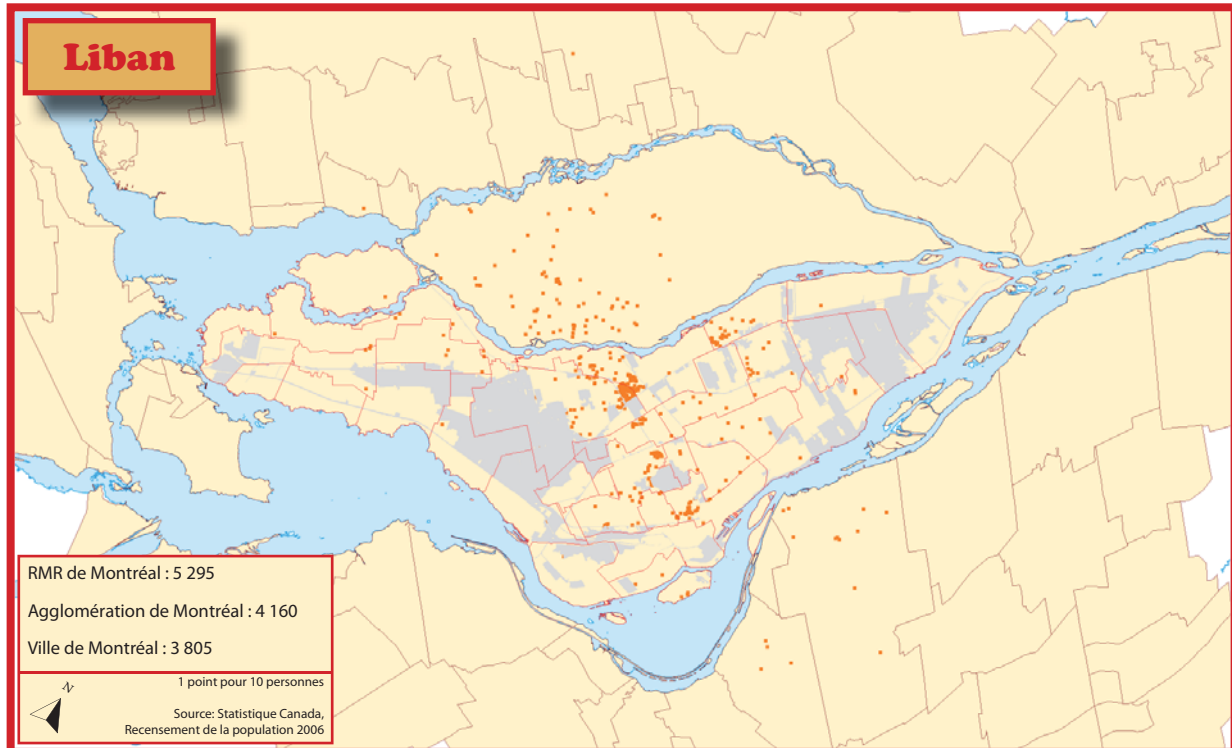 Liban
RMR de Montréal : 5 295
Agglomération de Montréal : 4 160
Ville de Montréal : 3 805
N
1 point pour 10 personnes
Source: Statistique Canada,
Recensement de la population 2006